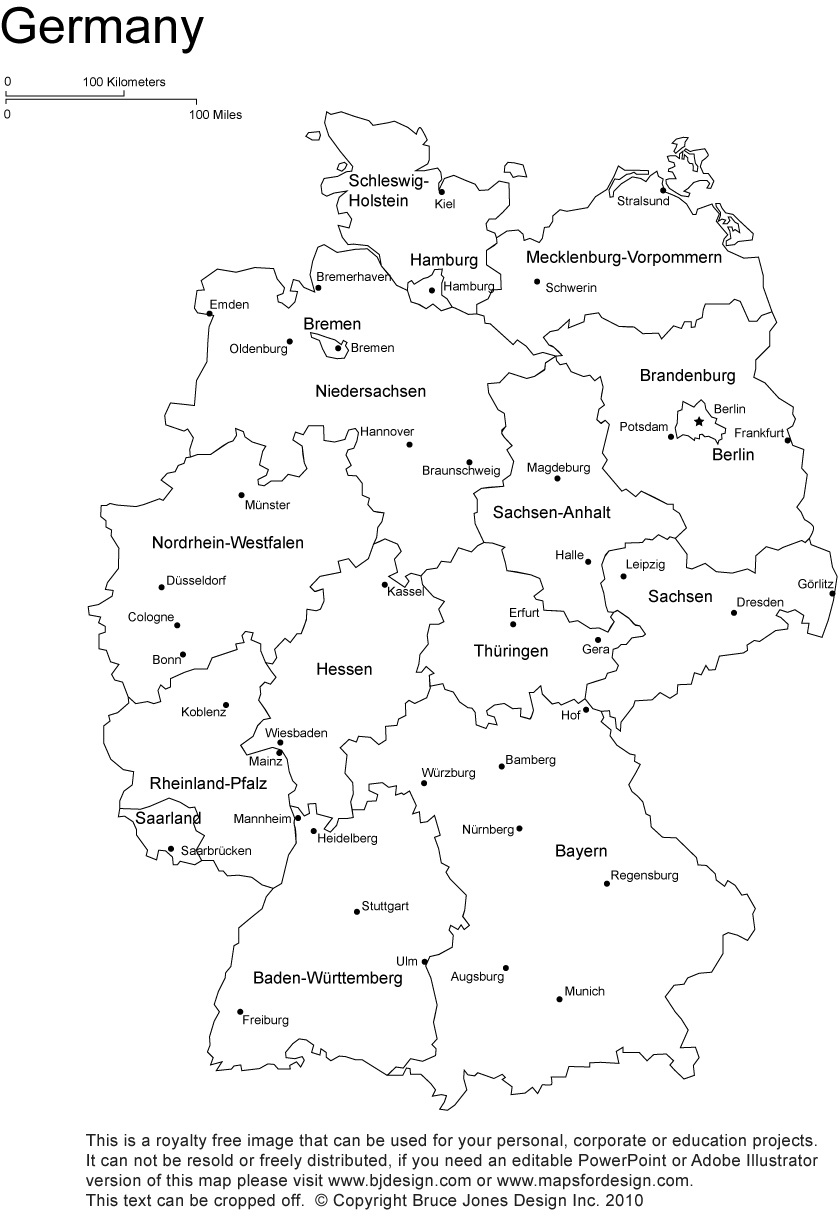 Germany
0
100 Kilometers
0
100 Miles
Schleswig-
Holstein
Kiel
Stralsund
Hamburg
Mecklenburg-Vorpommern
Bremerhaven
Hamburg
Schwerin
Emden
Bremen
Oldenburg
Bremen
Brandenburg
Niedersachsen
Berlin
Potsdam
Frankfurt
Hannover
Berlin
Braunschweig
Magdeburg
Münster
Sachsen-Anhalt
Nordrhein-Westfalen
Halle
Leipzig
Düsseldorf
Görlitz
Kassel
Sachsen
Dresden
Cologne
Erfurt
Thüringen
Gera
Bonn
Hessen
Koblenz
Hof
Wiesbaden
Mainz
Bamberg
Würzburg
Rheinland-Pfalz
Saarland
Mannheim
Nürnberg
Heidelberg
Saarbrücken
Bayern
Regensburg
Stuttgart
Ulm
Augsburg
Baden-Württemberg
Munich
Freiburg
This is a royalty free image that can be used for your personal, corporate or education projects.
It can not be resold or freely distributed, if you need an editable PowerPoint or Adobe Illustrator
version of this map please visit www.bjdesign.com or www.mapsfordesign.com.
This text can be cropped off. © Copyright Bruce Jones Design Inc. 2010